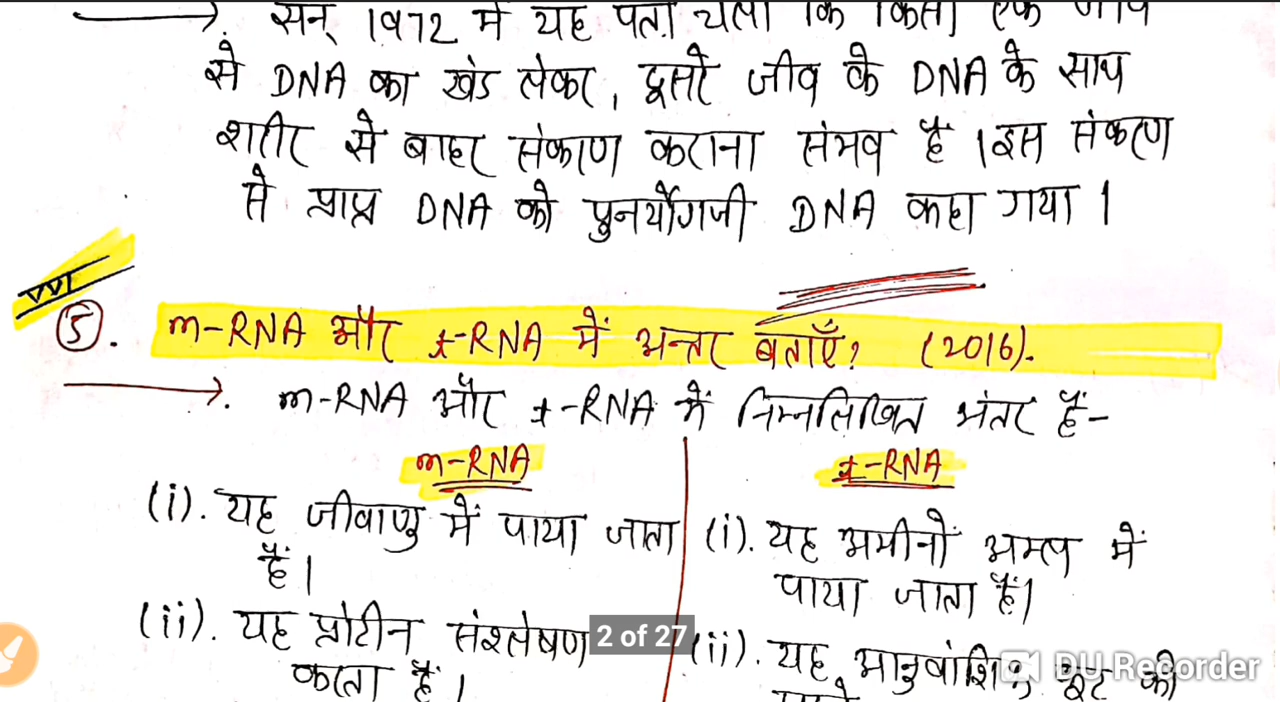 सन् 1972 में यह पता चला कि किसी एक जीव
से DNA का खंड लेकर, दूसरे जीव के DNA के साथ
शरीर से बाहर संकरण कराना संभव है। इस संकरण
से प्राप्त DNA को पुनर्योगजी DNA कहा गया।
VVI
5. m-RNA और t-RNA में अन्तर बताएँ? (2016).
m-RNA और t-RNA में निम्नलिखित अंतर हैं-
m-RNA
t-RNA
(i). यह जीवाणु में पाया जाता
हैं।
(i). यह अमीनों अम्ल में
पाया जाता हैं।
(ii). यह प्रोटीन संश्लेषण
करता हैं।
(ii). यह आनुवांशिक कूट की
2 of 27
DU Recorder